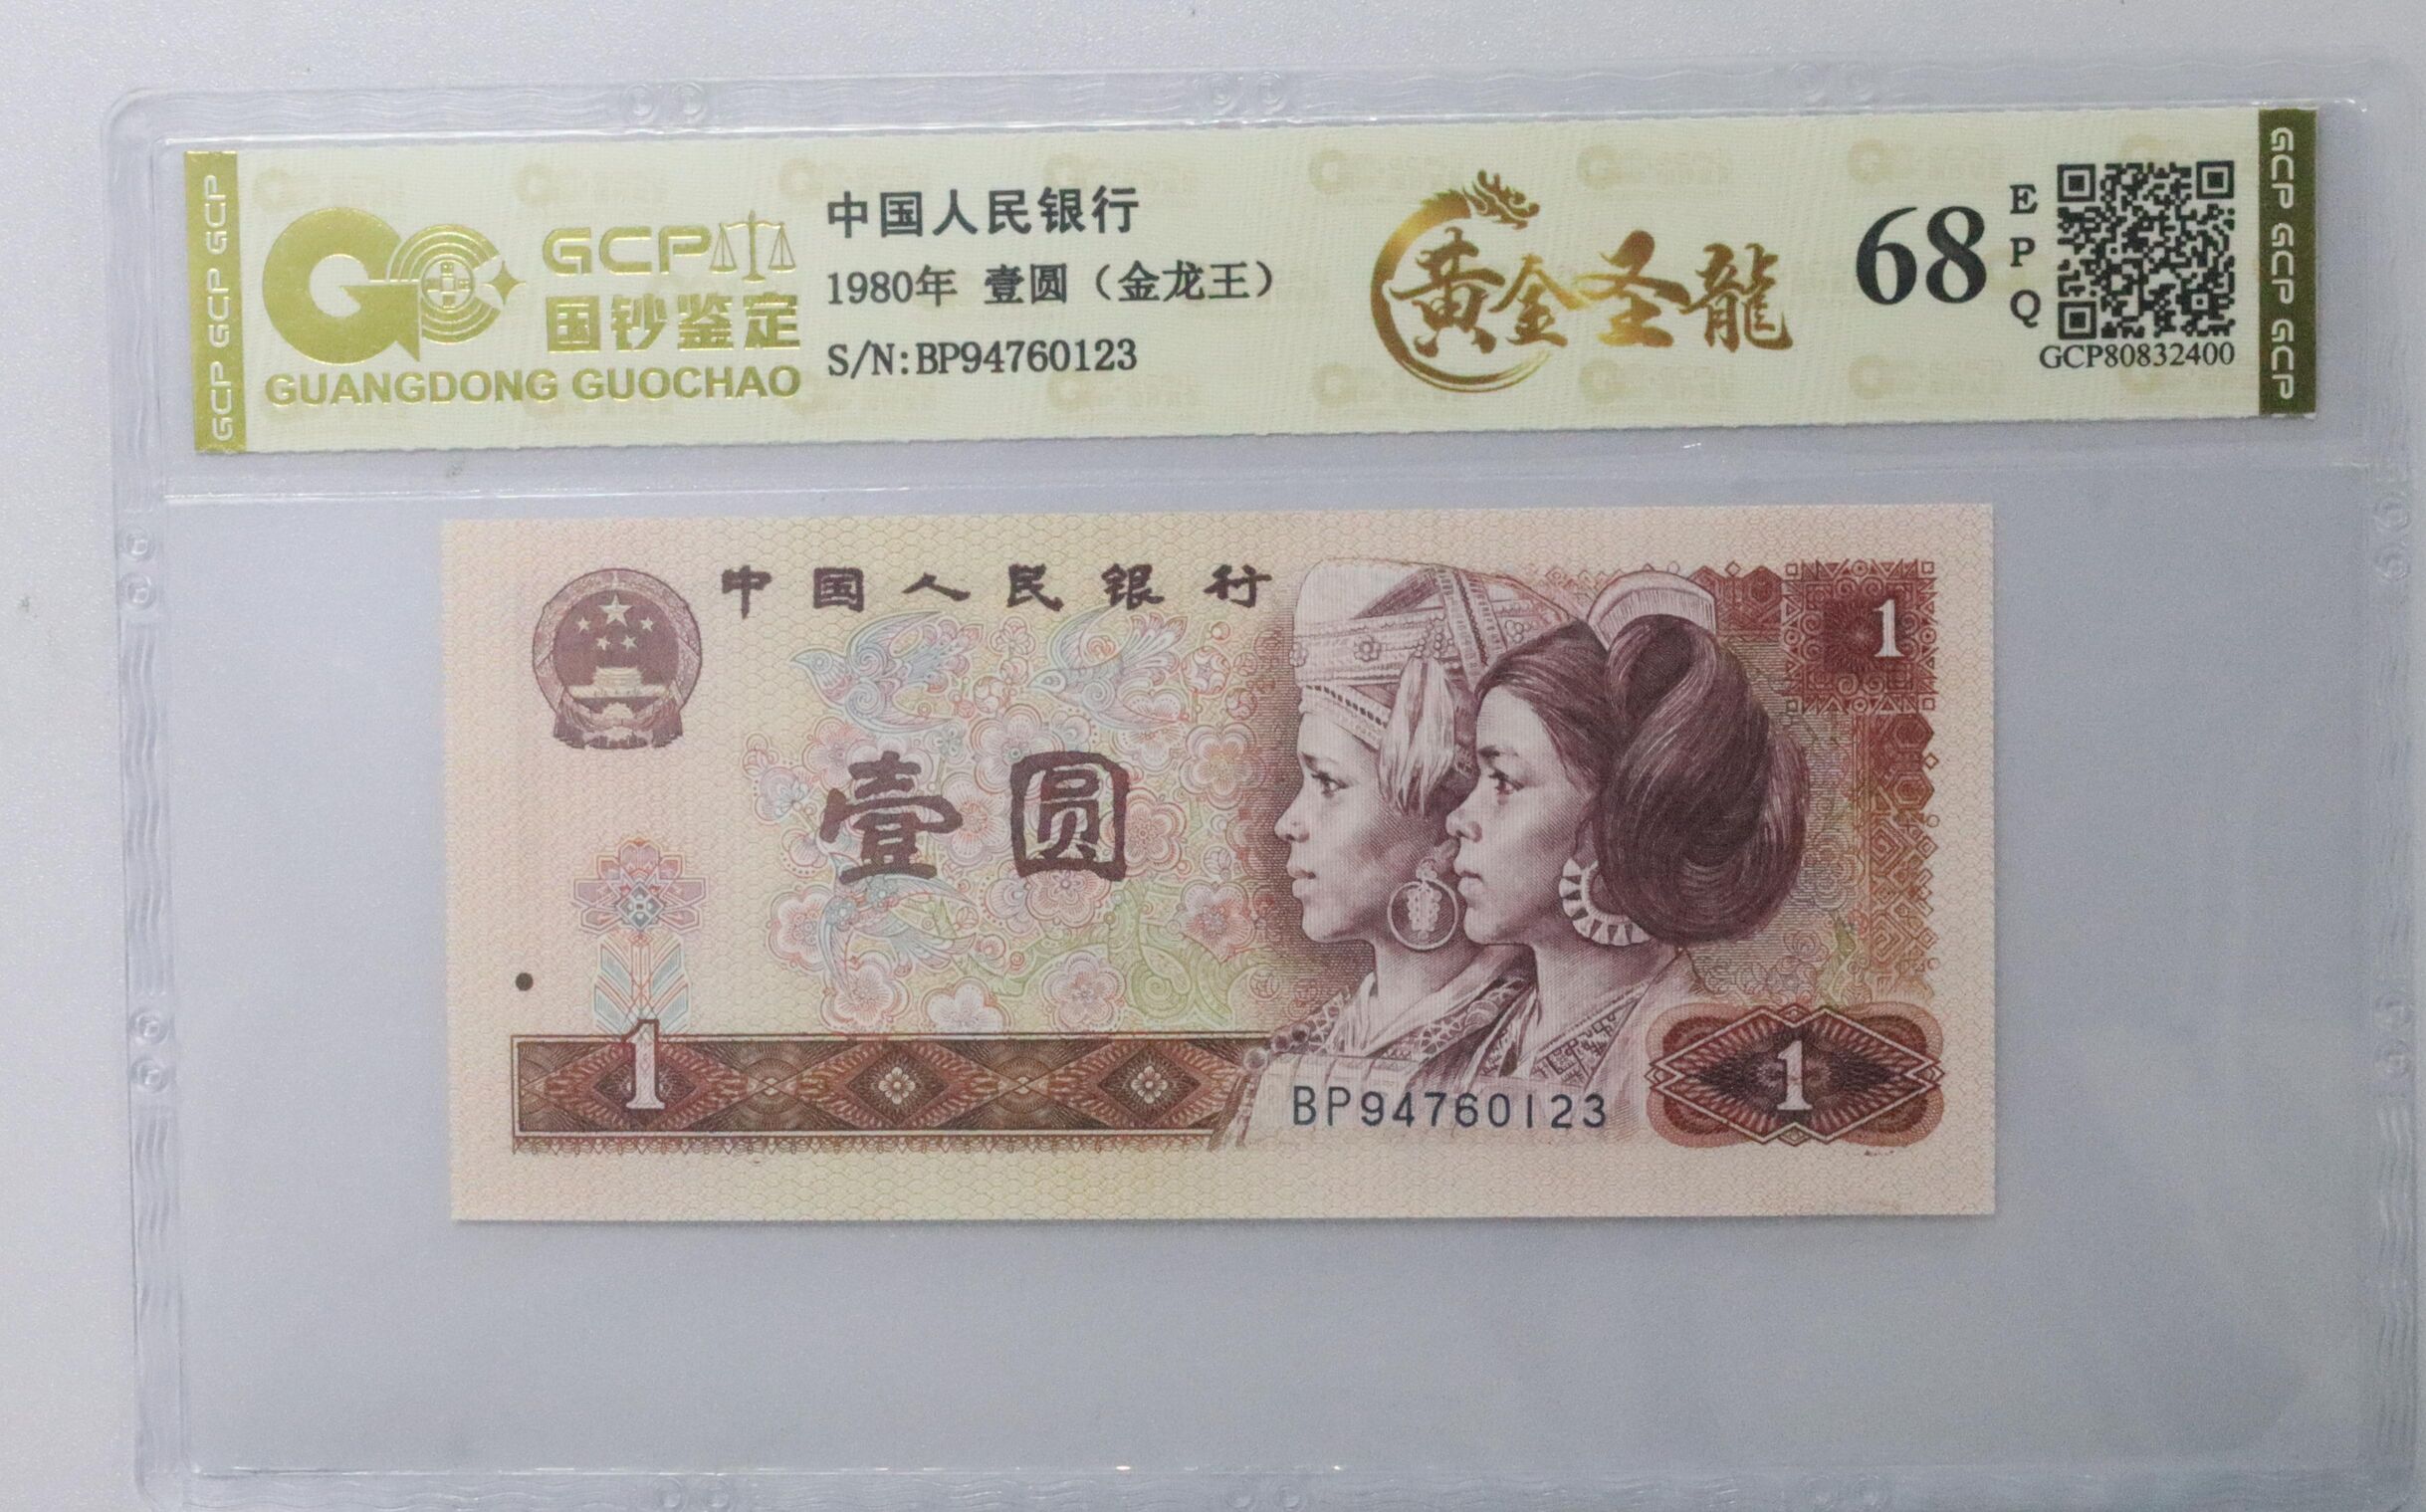 GCP GCP GCP
GCP
国钞鉴定
GUANGDONG GUOCHAO
中国人民银行
1980年 壹圆（金龙王）
S/N:BP94760123
黄金圣龍
68
EPQ
GCP80832400
GCP GCP GCP
中国人民银行
1
壹圆
1
BP94760123
1